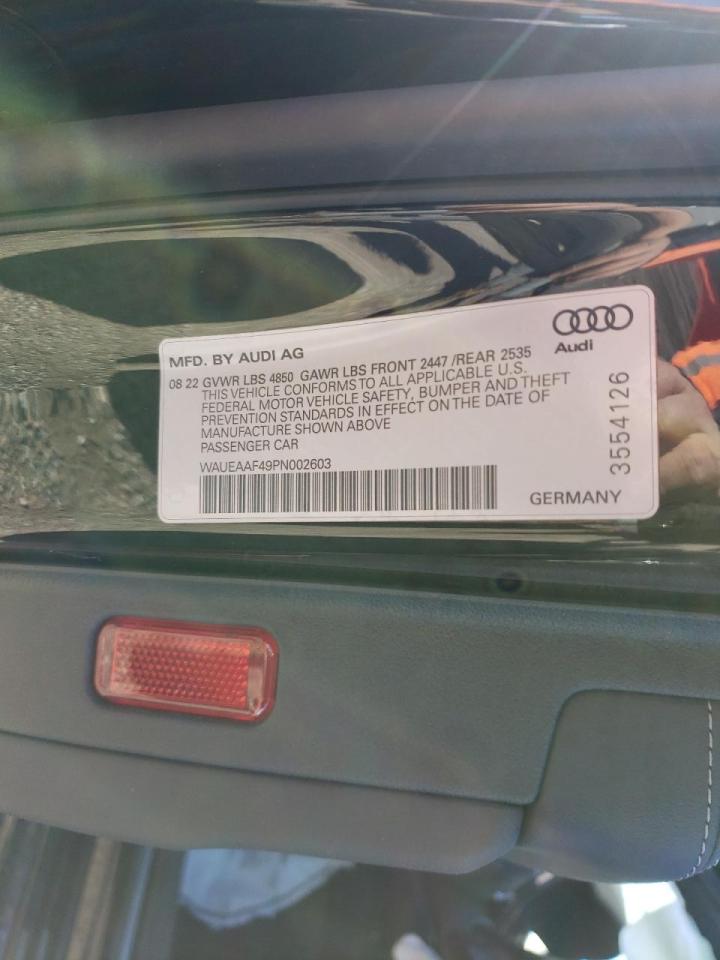 MFD. BY AUDI AG
Audi
08 22 GVWR LBS 4850 GAWR LBS FRONT 2447 /REAR 2535
THIS VEHICLE CONFORMS TO ALL APPLICABLE U.S.
FEDERAL MOTOR VEHICLE SAFETY, BUMPER AND THEFT
PREVENTION STANDARDS IN EFFECT ON THE DATE OF
MANUFACTURE SHOWN ABOVE
PASSENGER CAR
WAUEAAF49PN002603
3554126
GERMANY